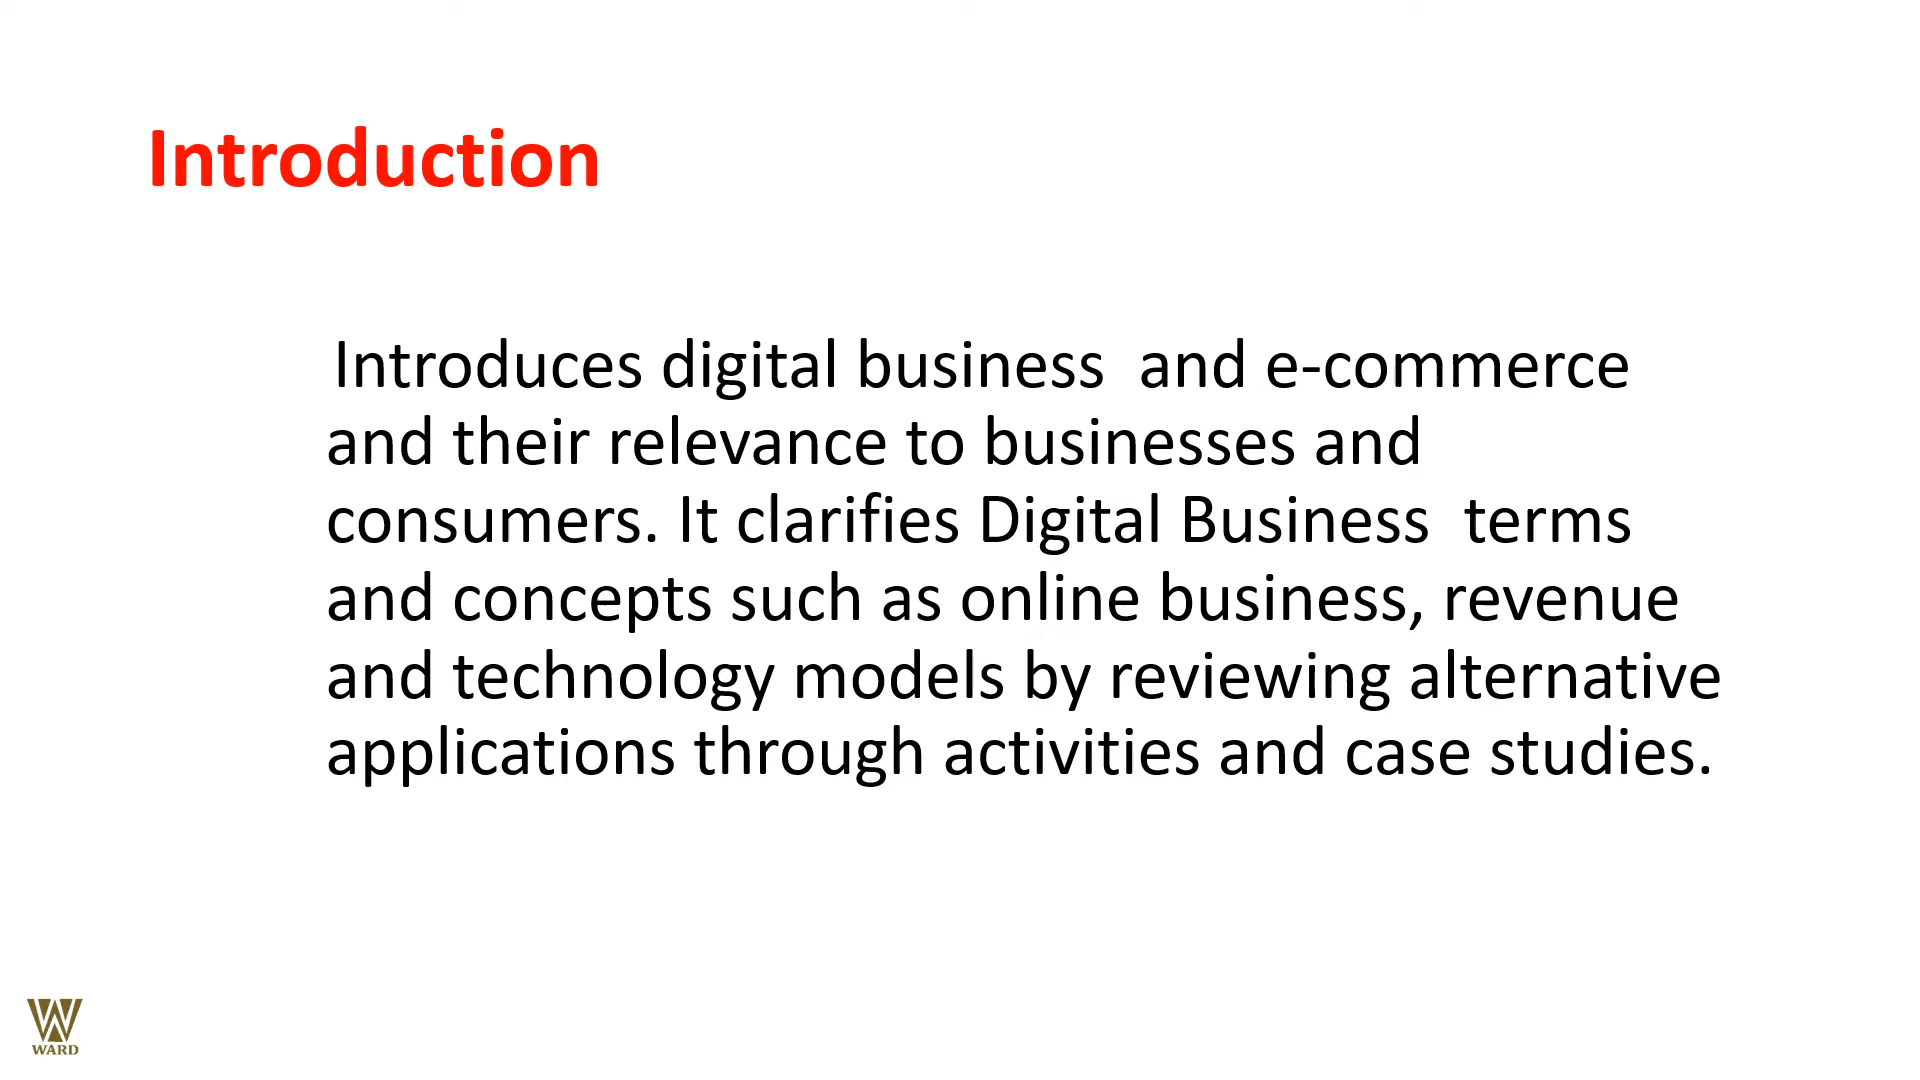 Introduction
Introduces digital business  and e-commerce
and their relevance to businesses and
consumers. It clarifies Digital Business  terms
and concepts such as online business, revenue
and technology models by reviewing alternative
applications through activities and case studies.
WARD